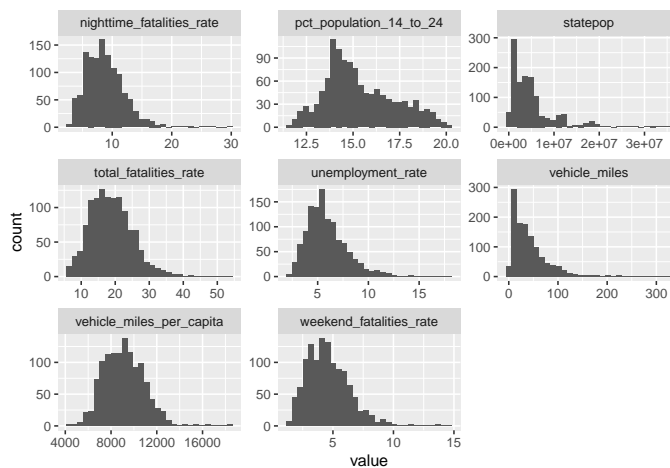 nighttime_fatalities_rate pct_population_14_to_24 statepop
150
100
50
0
10 20 30
90
60
30
0
12.5 15.0 17.5 20.0
300
200
100
0
0e+00 1e+07 2e+07 3e+07
total_fatalities_rate unemployment_rate vehicle_miles
100
50
0
10 20 30 40 50
150
100
50
0
5 10 15
300
200
100
0
0 100 200 300
vehicle_miles_per_capita weekend_fatalities_rate
100
50
0
4000 8000 12000 16000
100
50
0
5 10 15
count
value